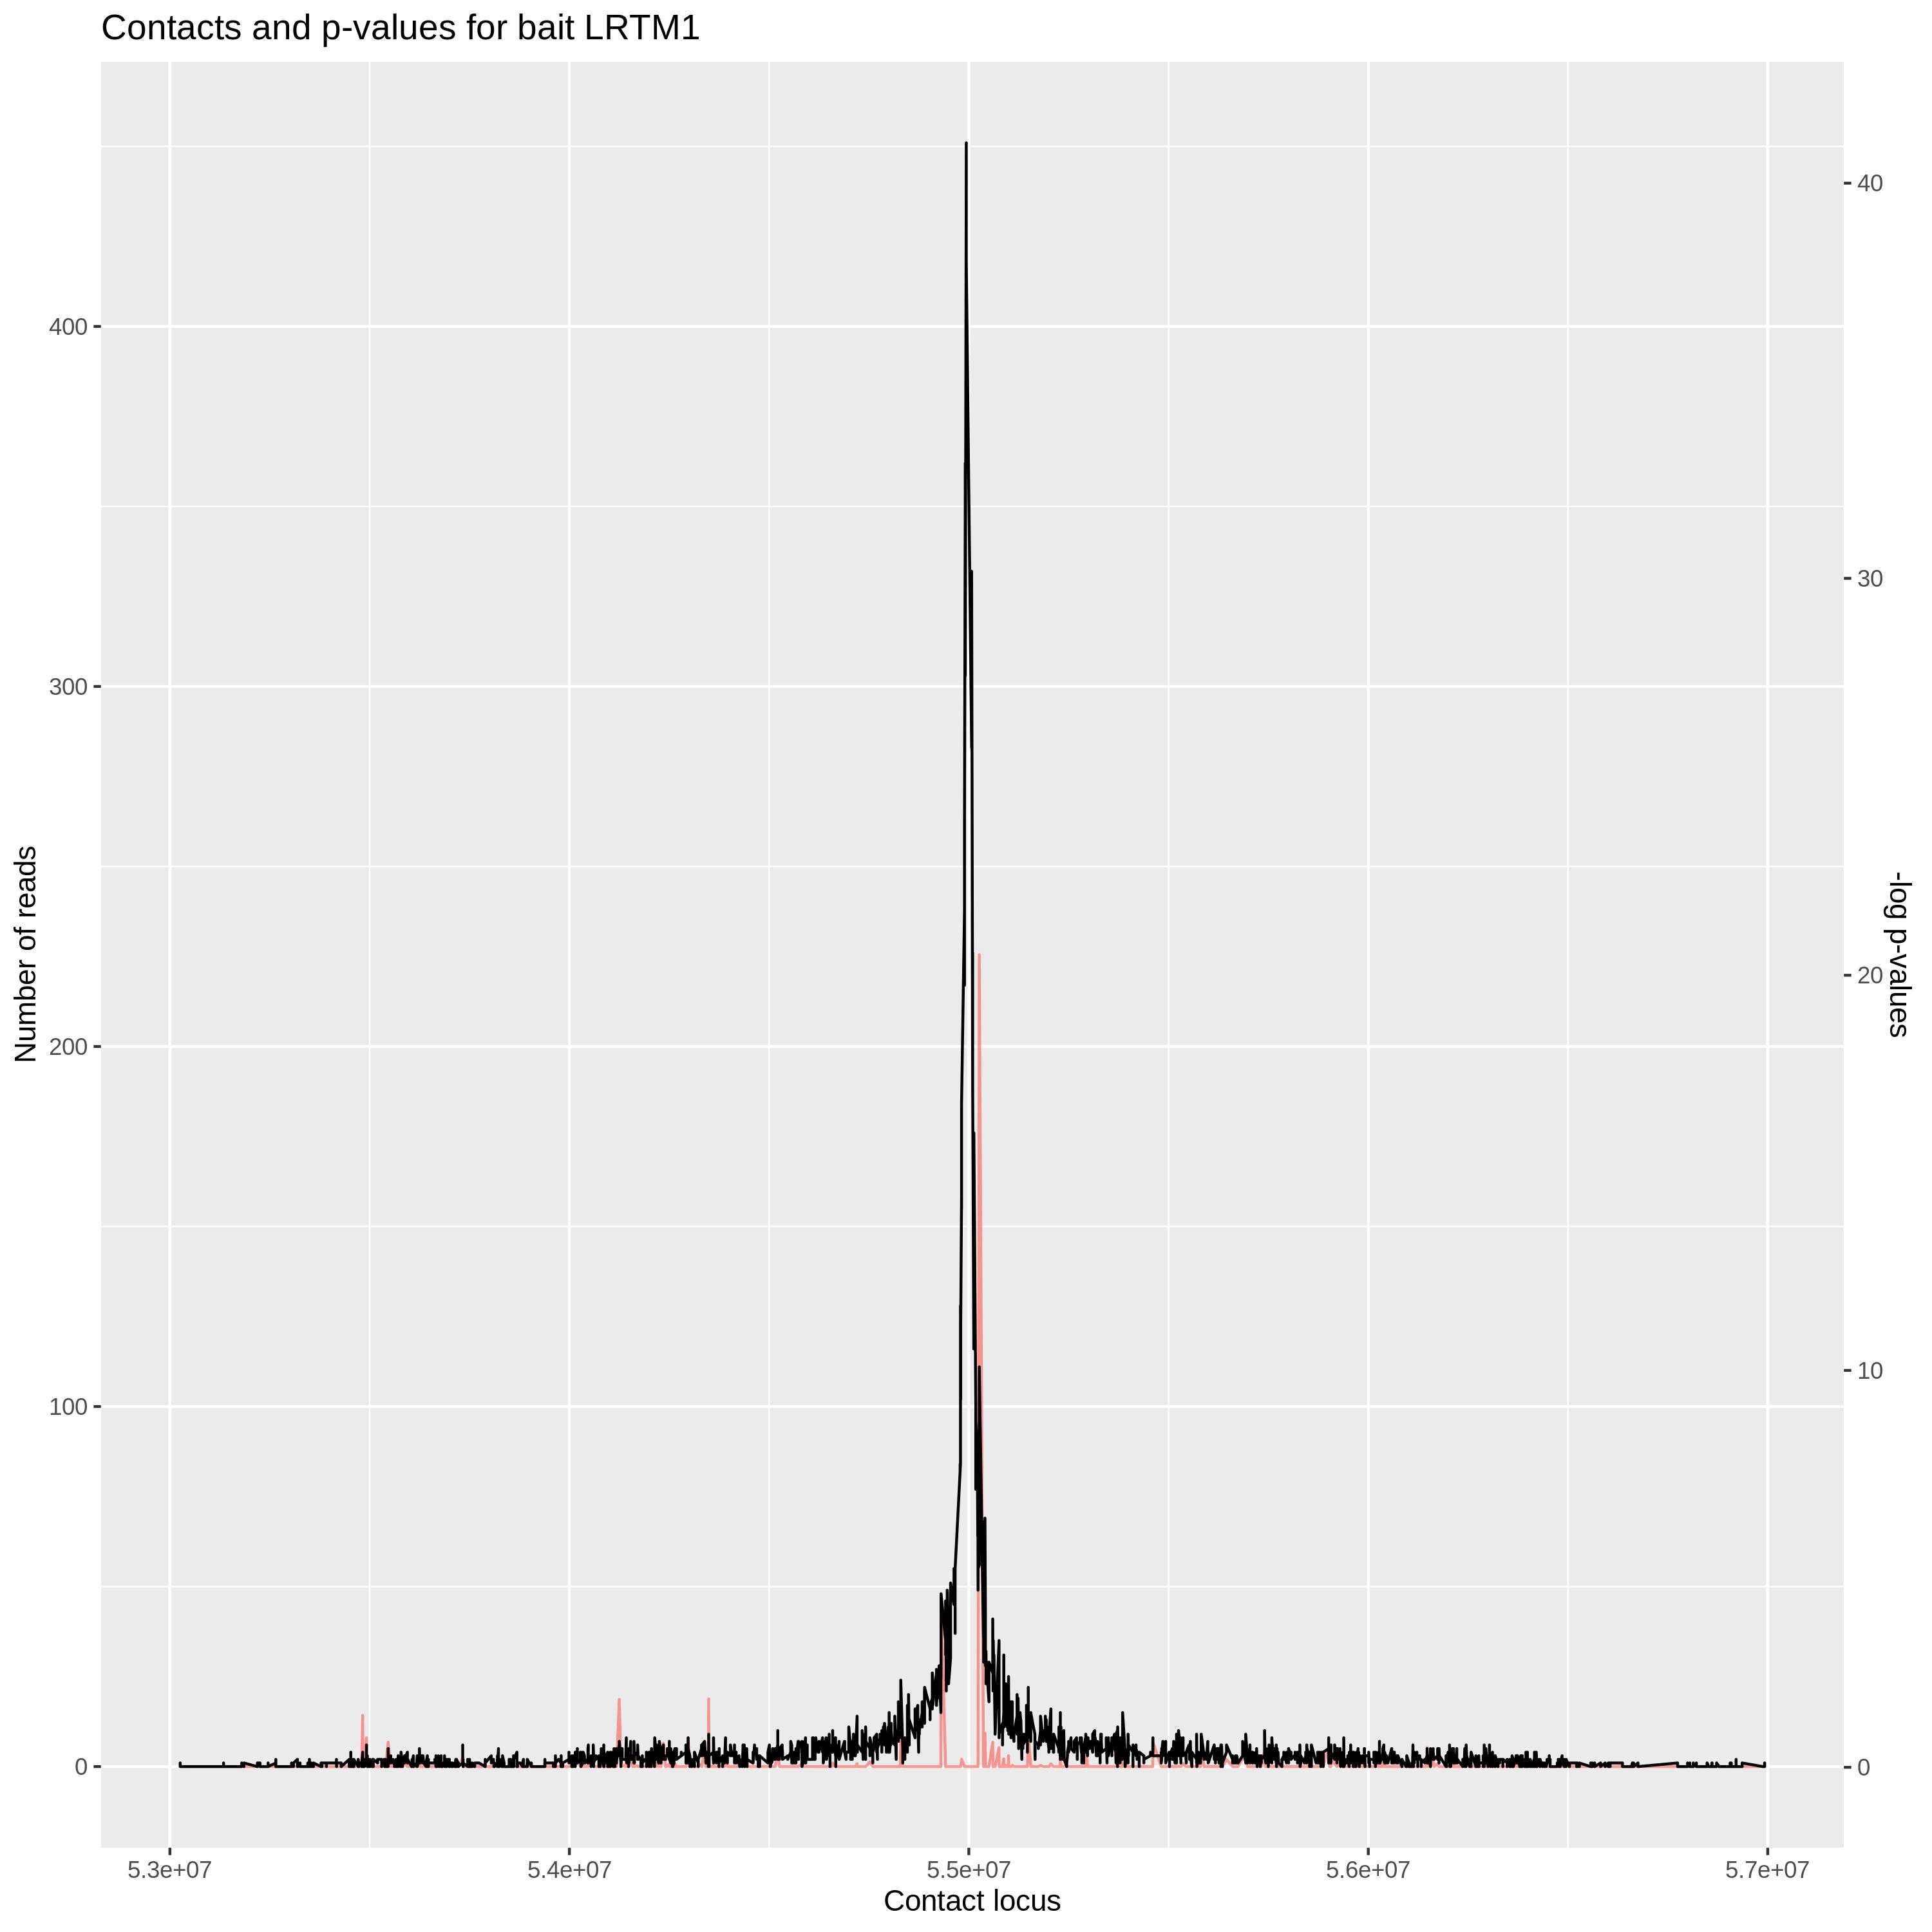 Contacts and p-values for bait LRTM1
Number of reads
400
300
200
100
0
40
30
20
10
0
-log p-values
5.3e+07
5.4e+07
5.5e+07
5.6e+07
5.7e+07
Contact locus